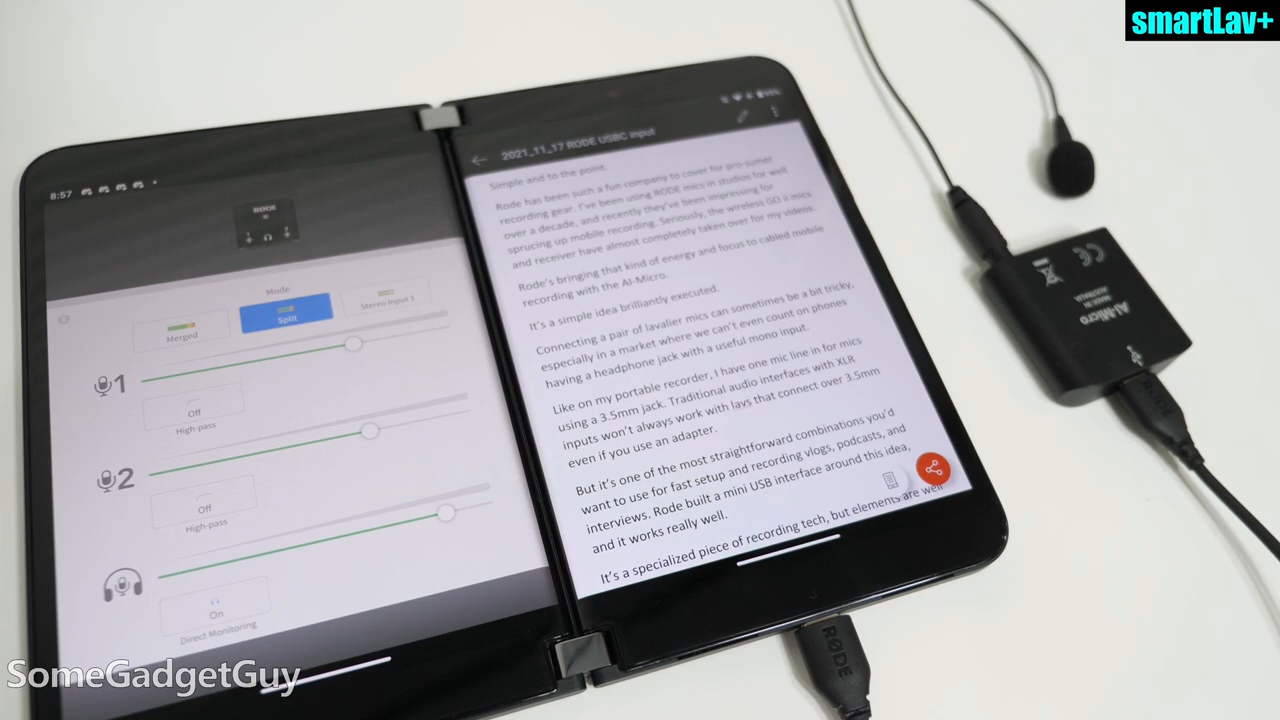 smartLav+
8:57
RØDE
Mode
Merged
Split
Stereo Input 1
1
Off
High-pass
2
Off
High-pass
On
Direct Monitoring
2021_11_17 RODE USBC input
Simple and to the point.
Rode has been such a fun company to cover for pro-sumer
recording gear. I've been using RODE mics in studios for well
over a decade, and recently they've been impressing for
sprucing up mobile recording. Seriously, the wireless GO ii mics
and receiver have almost completely taken over for my videos.
Rode's bringing that kind of energy and focus to cabled mobile
recording with the AI-Micro.
It's a simple idea brilliantly executed.
Connecting a pair of lavalier mics can sometimes be a bit tricky,
especially in a market where we can't even count on phones
having a headphone jack with a useful mono input.
Like on my portable recorder, I have one mic line in for mics
using a 3.5mm jack. Traditional audio interfaces with XLR
inputs won't always work with lavs that connect over 3.5mm
even if you use an adapter.
But it's one of the most straightforward combinations you'd
want to use for fast setup and recording vlogs, podcasts, and
interviews. Rode built a mini USB interface around this idea,
and it works really well.
It's a specialized piece of recording tech, but elements are well
AI-Micro
MADE IN
AUSTRALIA
CE
RØDE
RØDE
SomeGadgetGuy